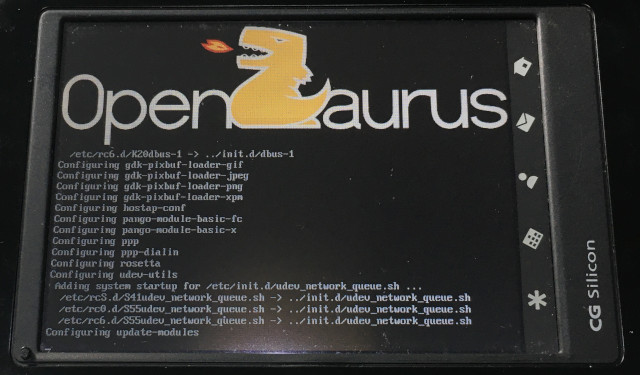 OpenZaurus
/etc/rc6.d/K20dbus-1 -> ../init.d/dbus-1
Configuring gdk-pixbuf-loader-gif
Configuring gdk-pixbuf-loader-jpeg
Configuring gdk-pixbuf-loader-png
Configuring gdk-pixbuf-loader-xpm
Configuring hostap-conf
Configuring pango-module-basic-fc
Configuring pango-module-basic-x
Configuring ppp
Configuring ppp-dialin
Configuring rosetta
Configuring udev-utils
Adding system startup for /etc/init.d/udev_network_queue.sh ...
/etc/rcS.d/S41udev_network_queue.sh -> ../init.d/udev_network_queue.sh
/etc/rc0.d/S55udev_network_queue.sh -> ../init.d/udev_network_queue.sh
/etc/rc6.d/S55udev_network_queue.sh -> ../init.d/udev_network_queue.sh
Configuring update-modules
CG Silicon